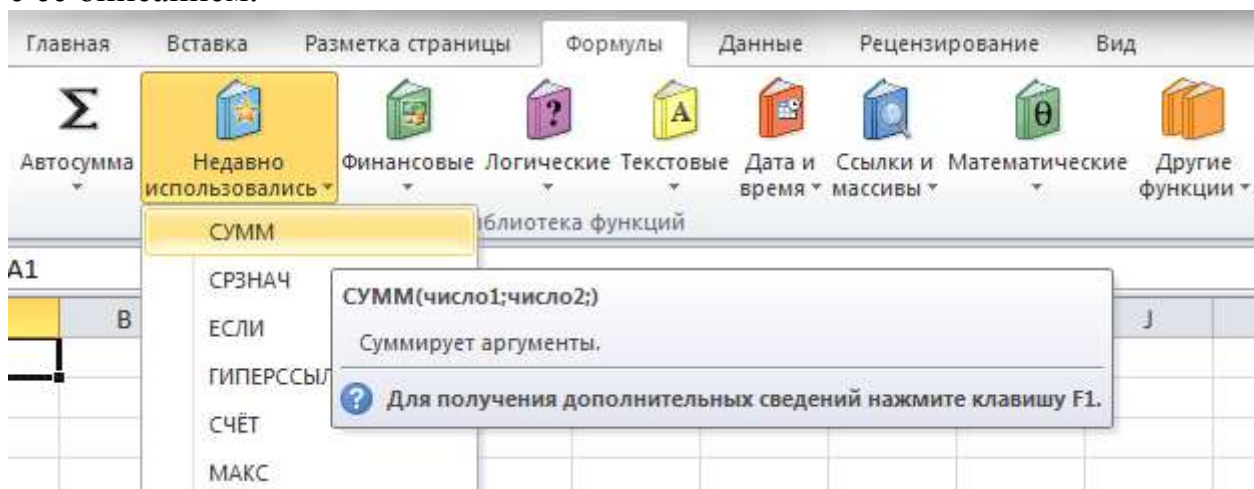 Главная Вставка Разметка страницы Формулы Данные Рецензирование Вид
Σ ? A θ
Автосумма Недавно использовались Финансовые Логические Текстовые Дата и время Ссылки и массивы Математические Другие функции
иблиотека функций
СУММ
A1
СРЗНАЧ
СУММ(число1;число2;)
B
J
ЕСЛИ
Суммирует аргументы.
ГИПЕРССЫЛ
Для получения дополнительных сведений нажмите клавишу F1.
СЧЁТ
МАКС